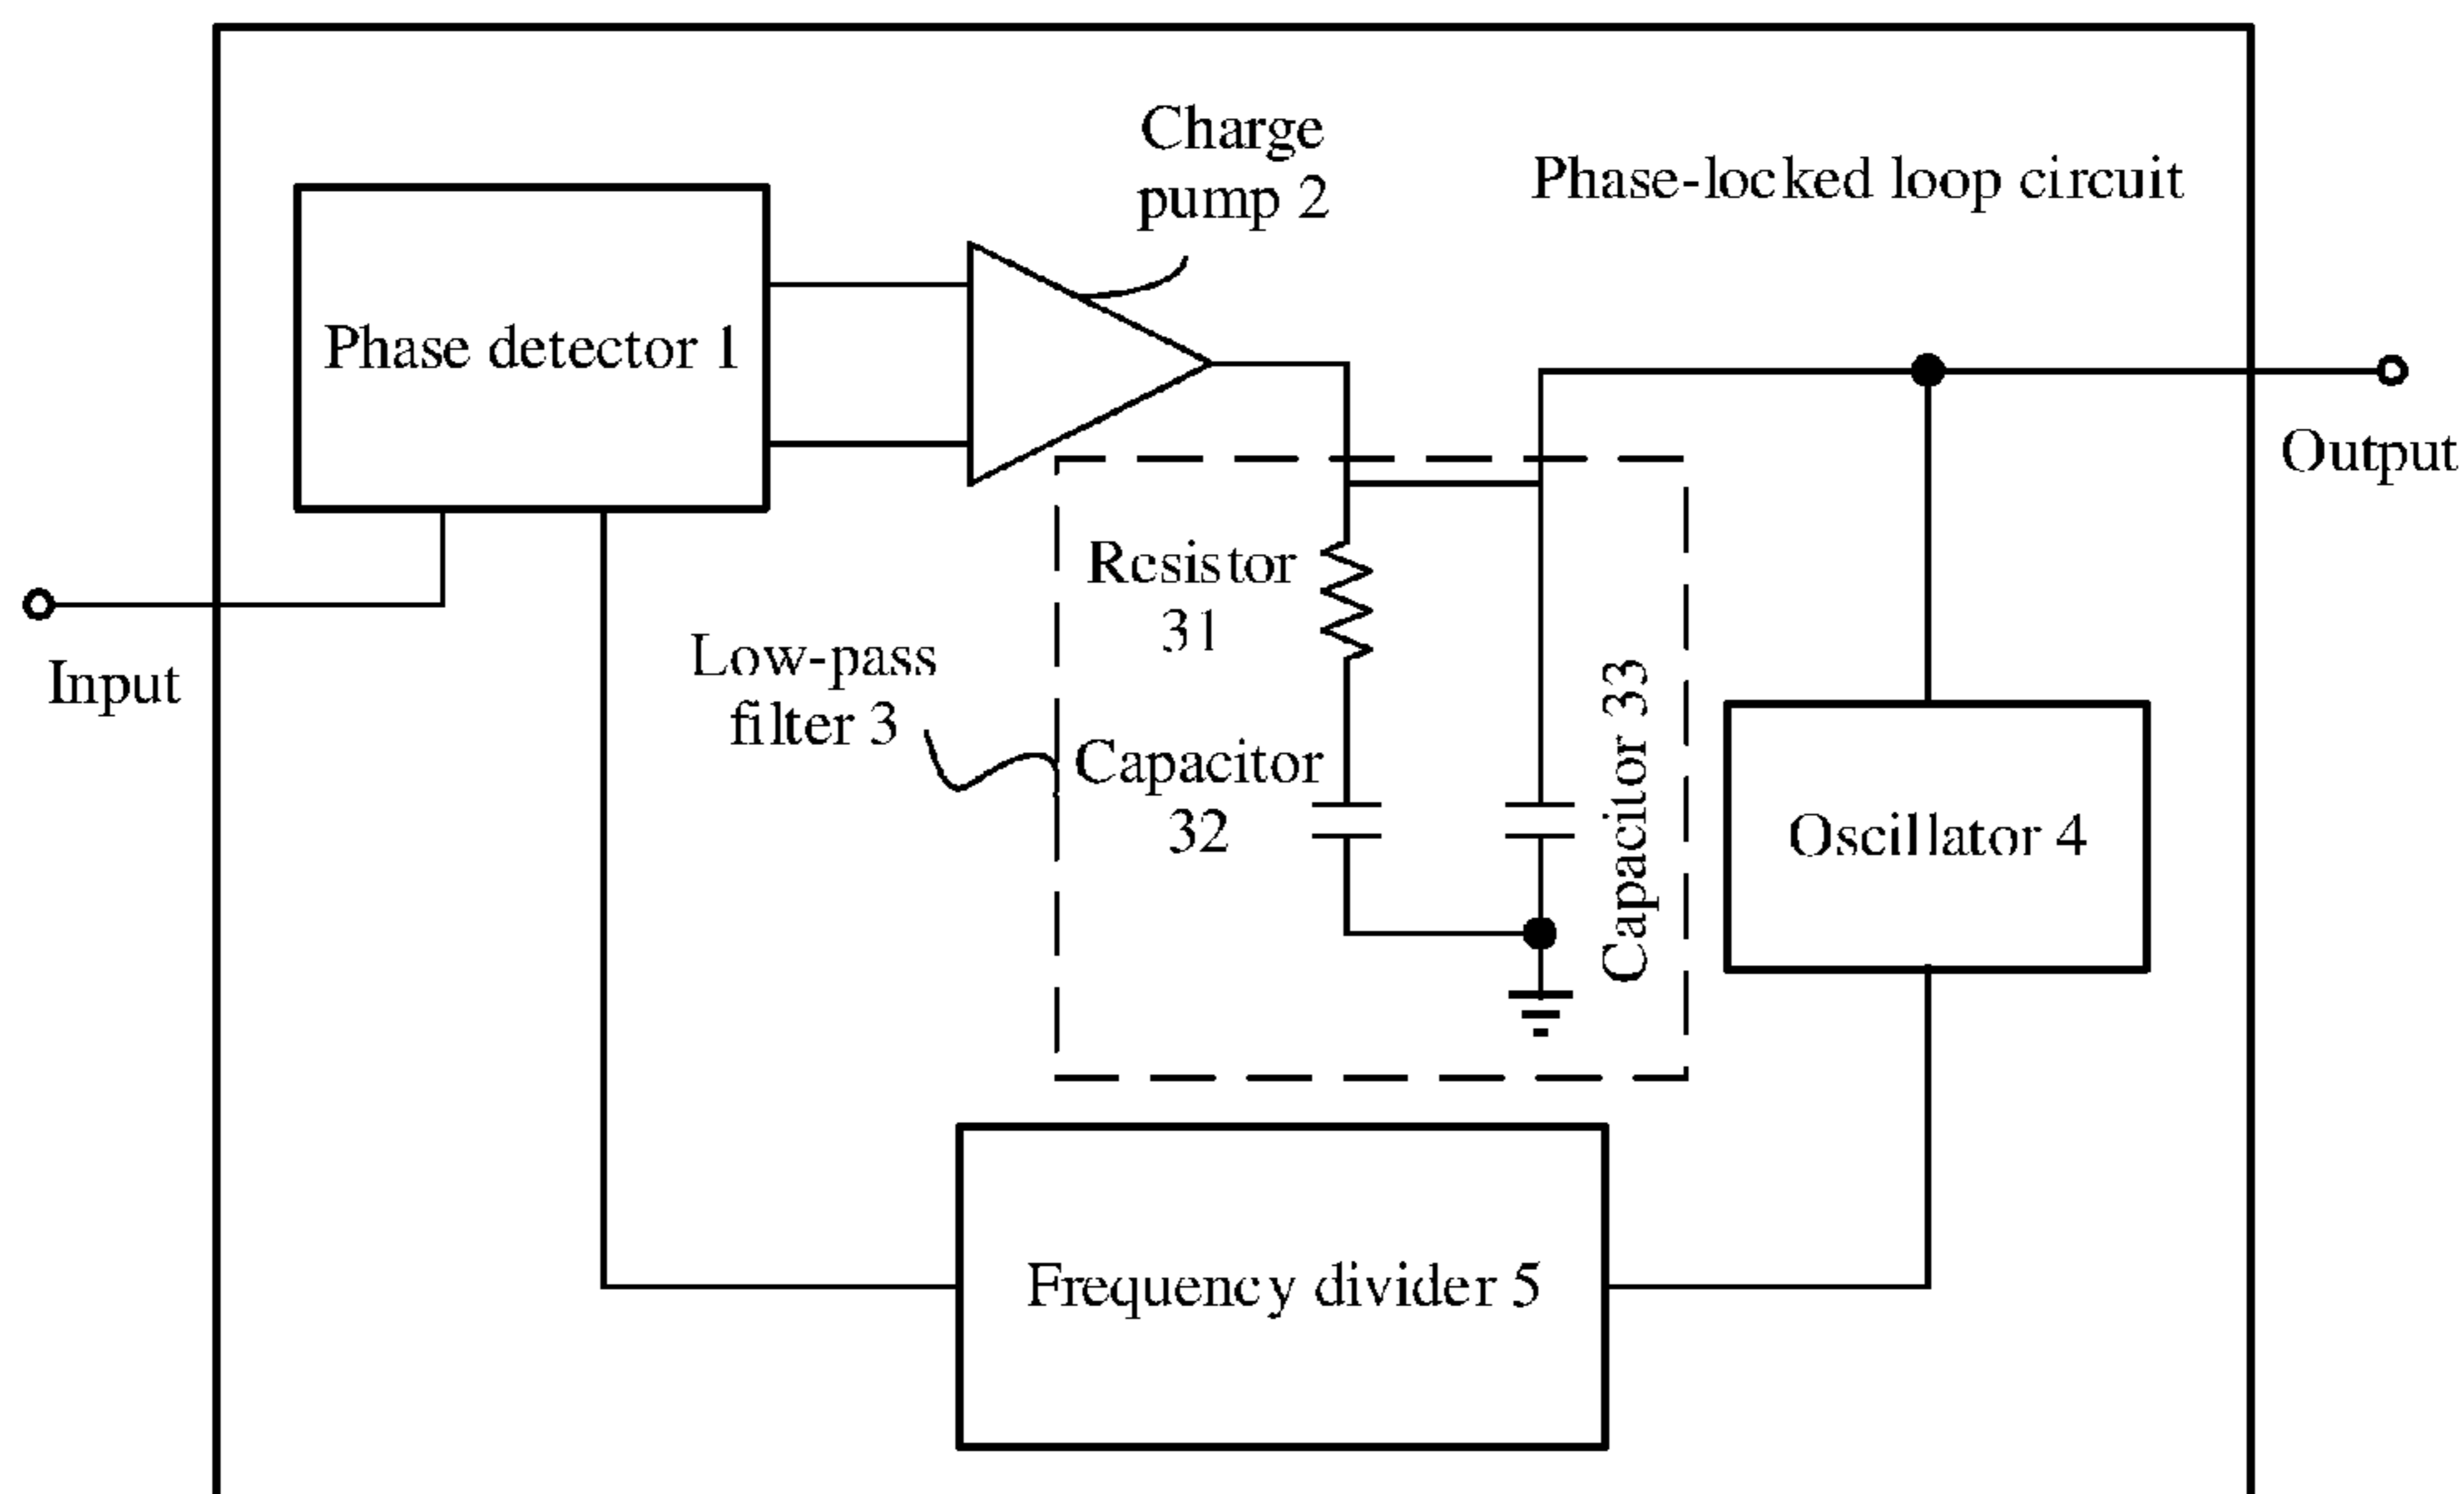 Charge
pump 2
Phase-locked loop circuit
Phase detector 1
Output
Resistor
31
Input
Low-pass
filter 3
Capacitor
32
Capacitor 33
Oscillator 4
Frequency divider 5